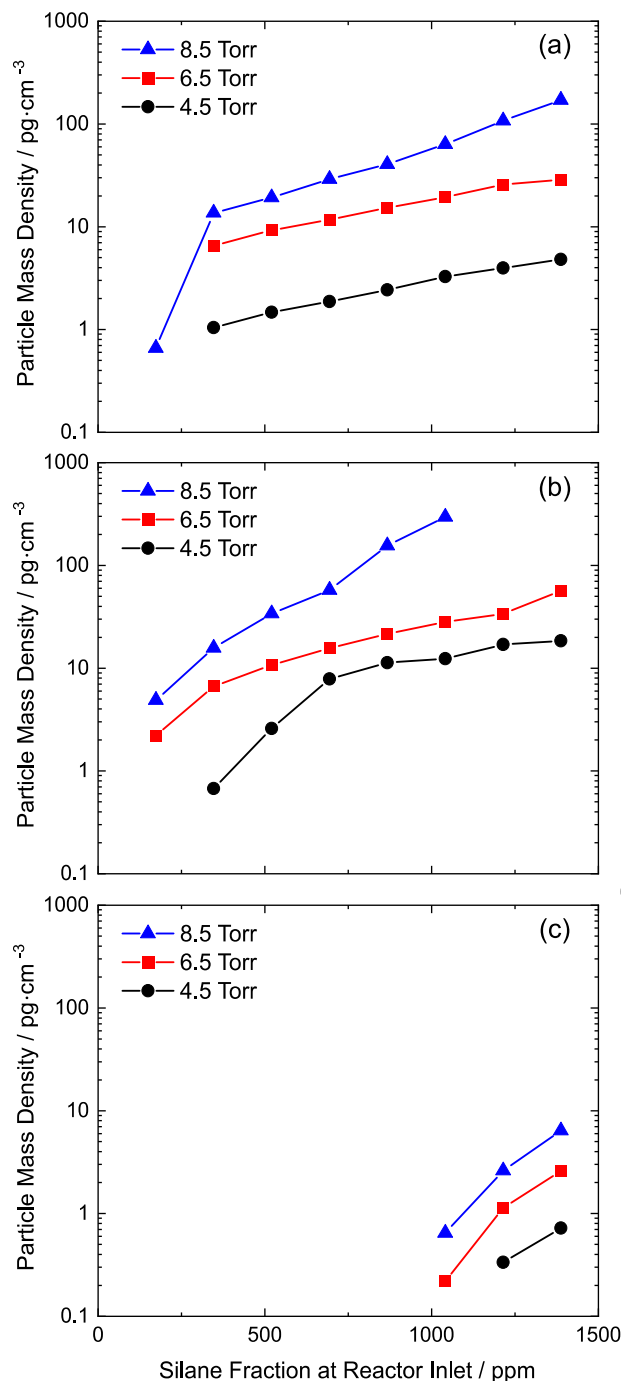 1000
100
10
1
0.1
Particle Mass Density / pg·cm⁻³
8.5 Torr
6.5 Torr
4.5 Torr
(a)
1000
100
10
1
0.1
Particle Mass Density / pg·cm⁻³
8.5 Torr
6.5 Torr
4.5 Torr
(b)
1000
100
10
1
0.1
Particle Mass Density / pg·cm⁻³
8.5 Torr
6.5 Torr
4.5 Torr
(c)
0 500 1000 1500
Silane Fraction at Reactor Inlet / ppm